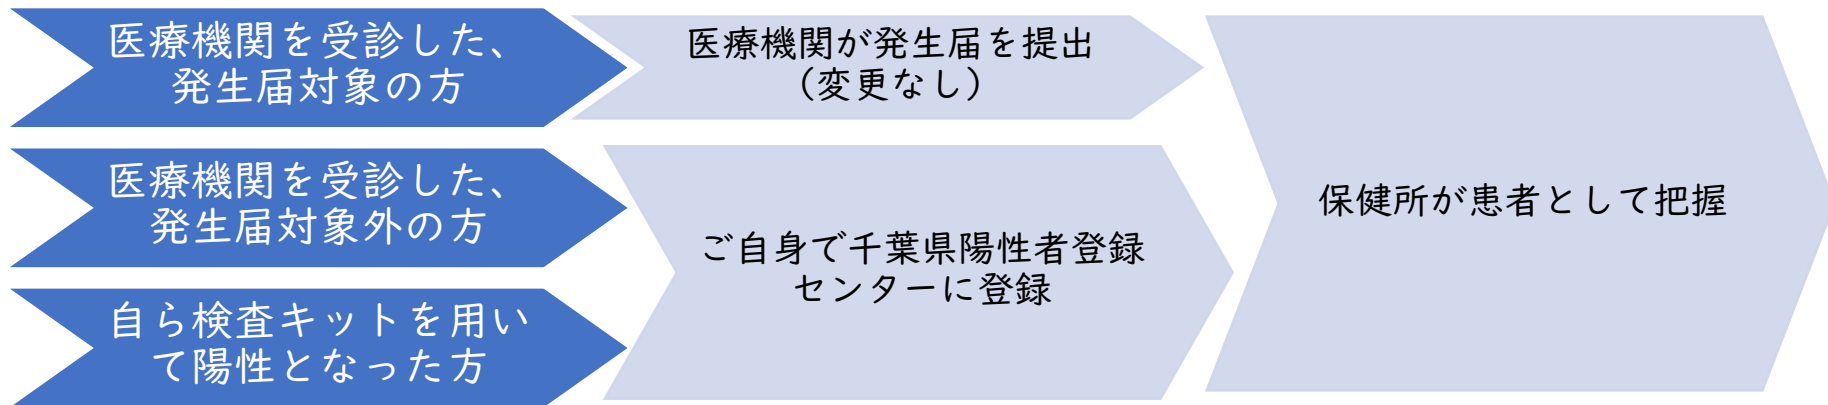 医療機関を受診した、
発生届対象の方
医療機関が発生届を提出
（変更なし）
医療機関を受診した、
発生届対象外の方
自ら検査キットを用い
て陽性となった方
ご自身で千葉県陽性者登録
センターに登録
保健所が患者として把握